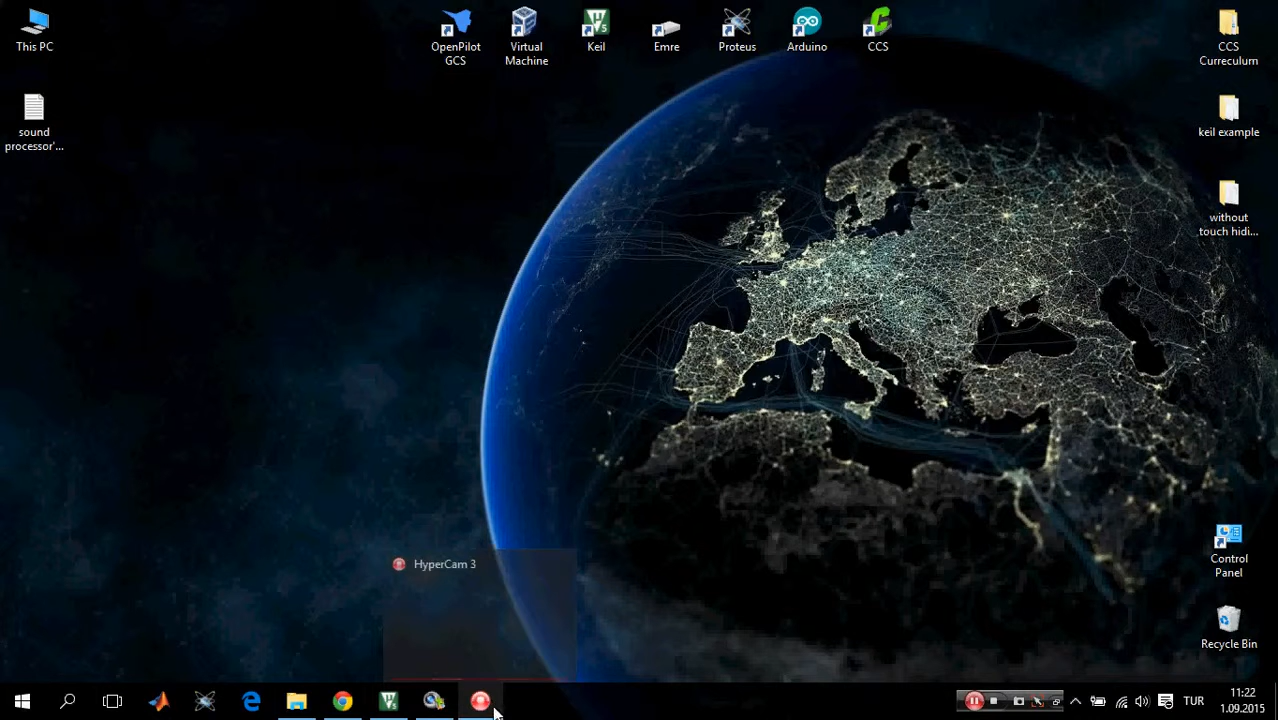 This PC
OpenPilot
GCS
Virtual
Machine
Keil
Emre
Proteus
Arduino
CCS
CCS
Curreculum
sound
processor'...
keil example
without
touch hidi...
HyperCam 3
Control
Panel
Recycle Bin
TUR
11:22
1.09.2015